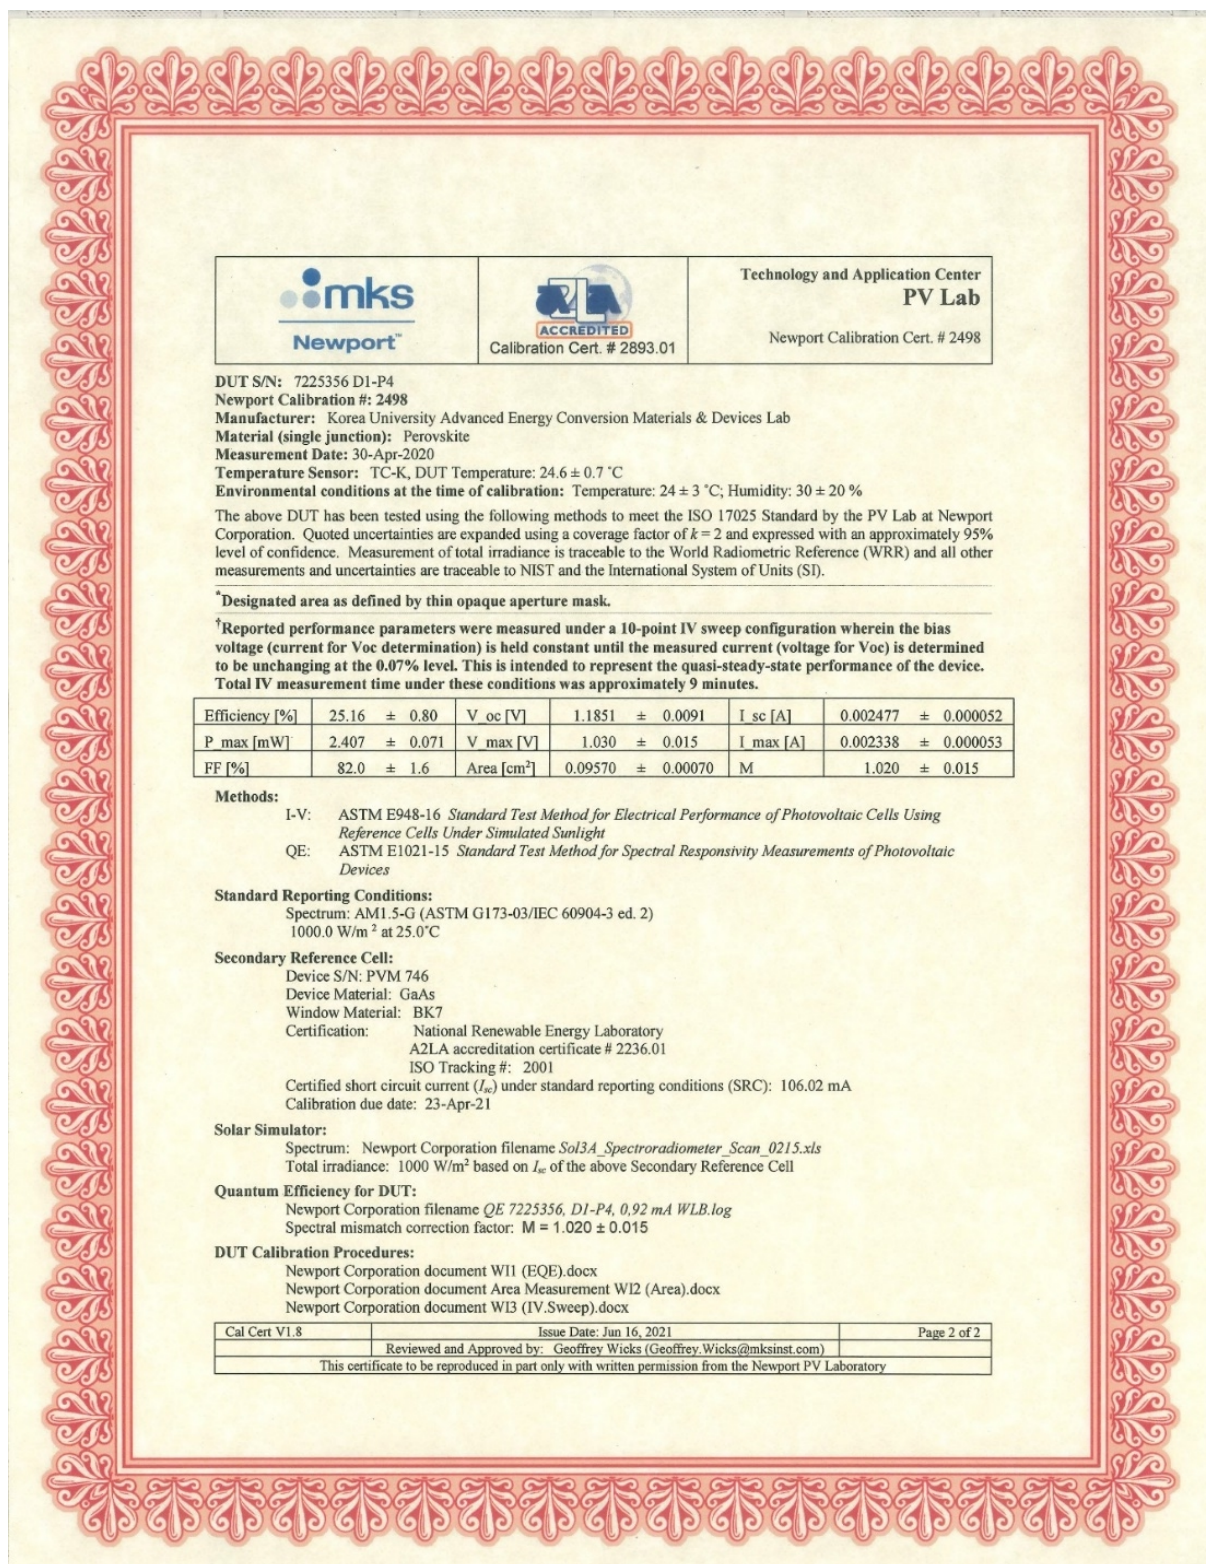 mks
Newport™
A2LA
ACCREDITED
Calibration Cert. # 2893.01
Technology and Application Center
PV Lab
Newport Calibration Cert. # 2498
DUT S/N: 7225356 D1-P4
Newport Calibration #: 2498
Manufacturer: Korea University Advanced Energy Conversion Materials & Devices Lab
Material (single junction): Perovskite
Measurement Date: 30-Apr-2020
Temperature Sensor: TC-K, DUT Temperature: 24.6 ± 0.7 ˚C
Environmental conditions at the time of calibration: Temperature: 24 ± 3 ˚C; Humidity: 30 ± 20 %
The above DUT has been tested using the following methods to meet the ISO 17025 Standard by the PV Lab at Newport
Corporation. Quoted uncertainties are expanded using a coverage factor of k = 2 and expressed with an approximately 95%
level of confidence. Measurement of total irradiance is traceable to the World Radiometric Reference (WRR) and all other
measurements and uncertainties are traceable to NIST and the International System of Units (SI).
*Designated area as defined by thin opaque aperture mask.
†Reported performance parameters were measured under a 10-point IV sweep configuration wherein the bias
voltage (current for Voc determination) is held constant until the measured current (voltage for Voc) is determined
to be unchanging at the 0.07% level. This is intended to represent the quasi-steady-state performance of the device.
Total IV measurement time under these conditions was approximately 9 minutes.
Efficiency [%] 25.16 ± 0.80 V_oc [V] 1.1851 ± 0.0091 I_sc [A] 0.002477 ± 0.000052
P_max [mW] 2.407 ± 0.071 V_max [V] 1.030 ± 0.015 I_max [A] 0.002338 ± 0.000053
FF [%] 82.0 ± 1.6 Area [cm²] 0.09570 ± 0.00070 M 1.020 ± 0.015
Methods:
I-V: ASTM E948-16 Standard Test Method for Electrical Performance of Photovoltaic Cells Using
Reference Cells Under Simulated Sunlight
QE: ASTM E1021-15 Standard Test Method for Spectral Responsivity Measurements of Photovoltaic
Devices
Standard Reporting Conditions:
Spectrum: AM1.5-G (ASTM G173-03/IEC 60904-3 ed. 2)
1000.0 W/m ² at 25.0˚C
Secondary Reference Cell:
Device S/N: PVM 746
Device Material: GaAs
Window Material: BK7
Certification: National Renewable Energy Laboratory
A2LA accreditation certificate # 2236.01
ISO Tracking #: 2001
Certified short circuit current (Isc) under standard reporting conditions (SRC): 106.02 mA
Calibration due date: 23-Apr-21
Solar Simulator:
Spectrum: Newport Corporation filename Sol3A_Spectroradiometer_Scan_0215.xls
Total irradiance: 1000 W/m² based on Isc of the above Secondary Reference Cell
Quantum Efficiency for DUT:
Newport Corporation filename QE 7225356, D1-P4, 0,92 mA WLB.log
Spectral mismatch correction factor: M = 1.020 ± 0.015
DUT Calibration Procedures:
Newport Corporation document WI1 (EQE).docx
Newport Corporation document Area Measurement WI2 (Area).docx
Newport Corporation document WI3 (IV.Sweep).docx
Cal Cert V1.8 Issue Date: Jun 16, 2021 Page 2 of 2
Reviewed and Approved by: Geoffrey Wicks (Geoffrey.Wicks@mksinst.com)
This certificate to be reproduced in part only with written permission from the Newport PV Laboratory